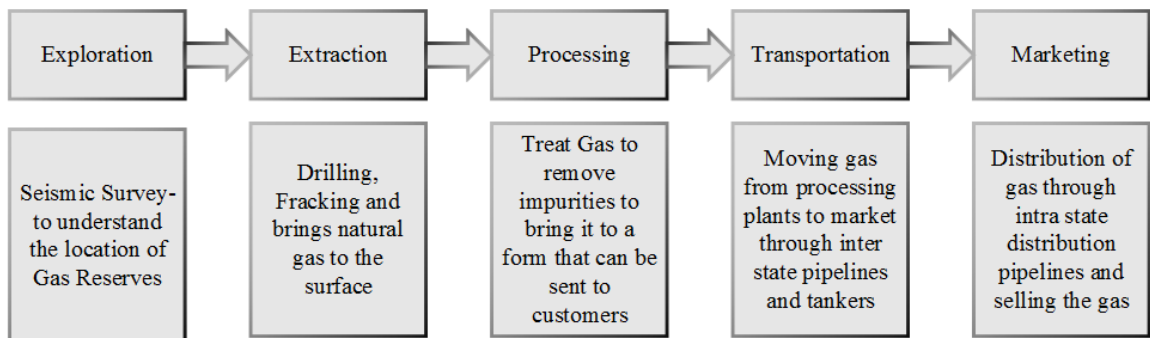 Exploration
Extraction
Processing
Transportation
Marketing
Seismic Survey-
to understand
the location of
Gas Reserves
Drilling,
Fracking and
brings natural
gas to the
surface
Treat Gas to
remove
impurities to
bring it to a
form that can be
sent to
customers
Moving gas
from processing
plants to market
through inter
state pipelines
and tankers
Distribution of
gas through
intra state
distribution
pipelines and
selling the gas